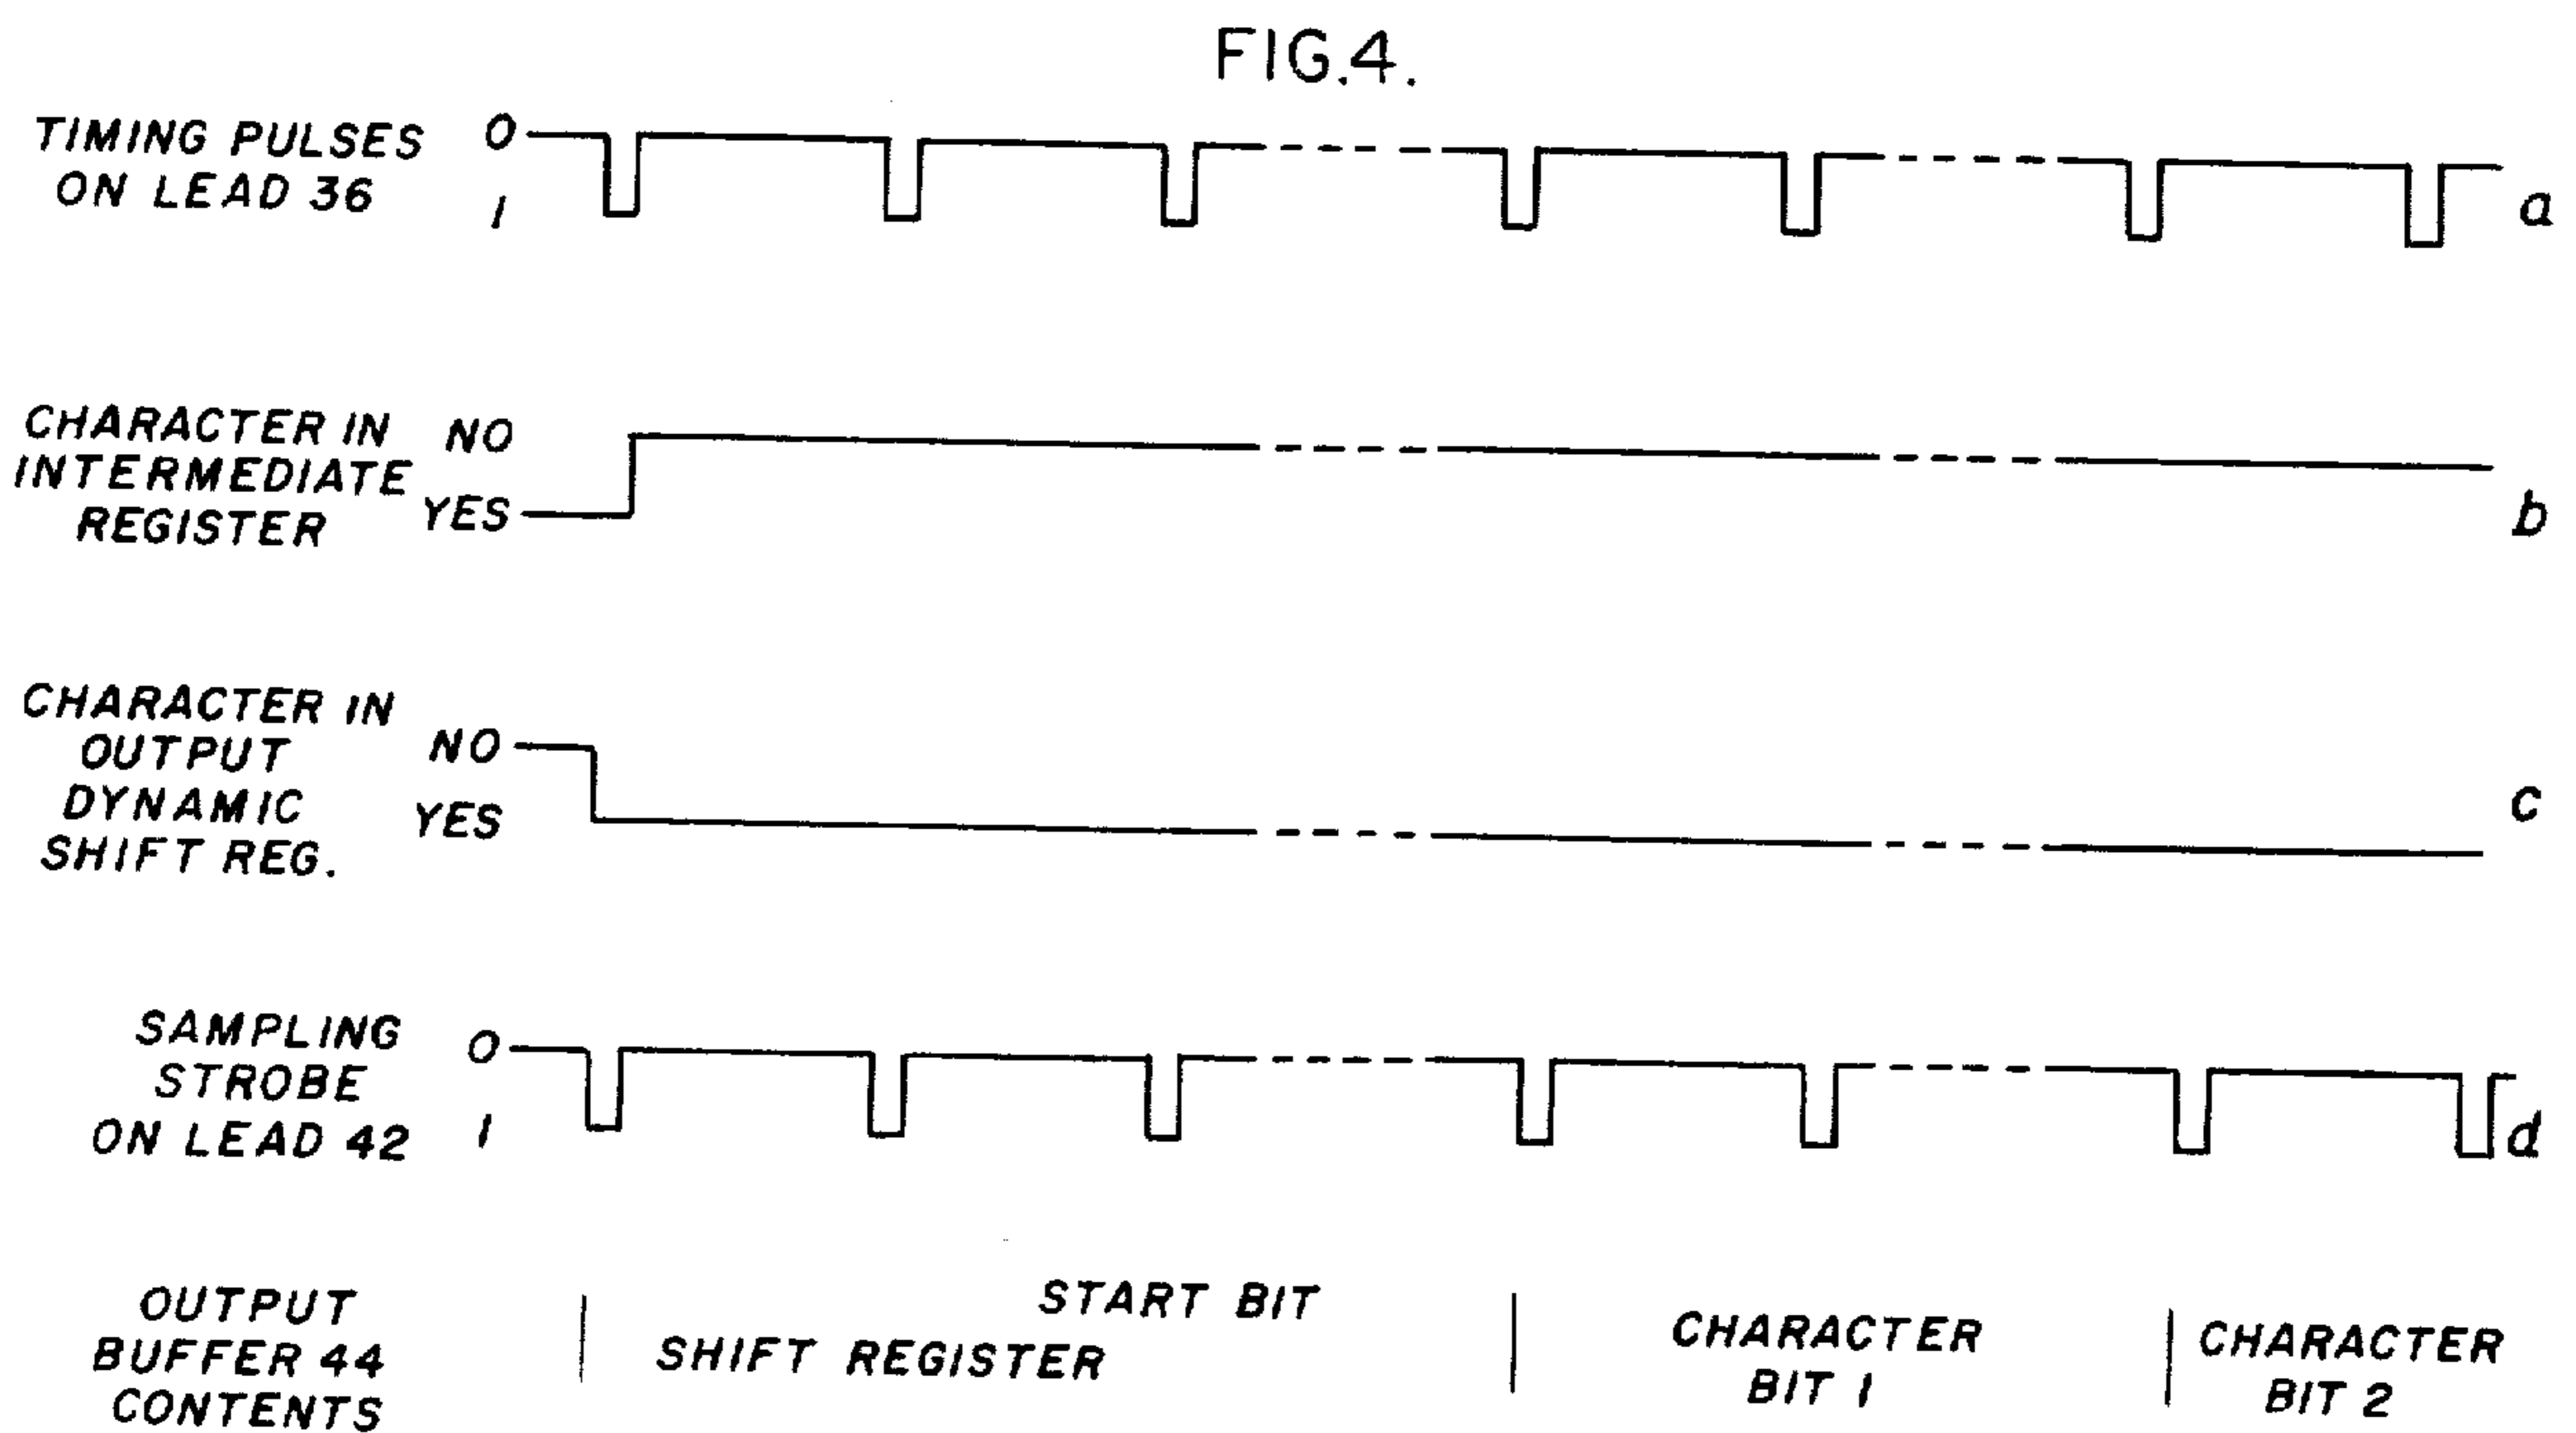 FIG.4.
TIMING PULSES
ON LEAD 36
0
1
a
CHARACTER IN
INTERMEDIATE
REGISTER
NO
YES
b
CHARACTER IN
OUTPUT
DYNAMIC
SHIFT REG.
NO
YES
c
SAMPLING
STROBE
ON LEAD 42
0
1
d
OUTPUT
BUFFER 44
CONTENTS
START BIT
SHIFT REGISTER
CHARACTER
BIT 1
CHARACTER
BIT 2